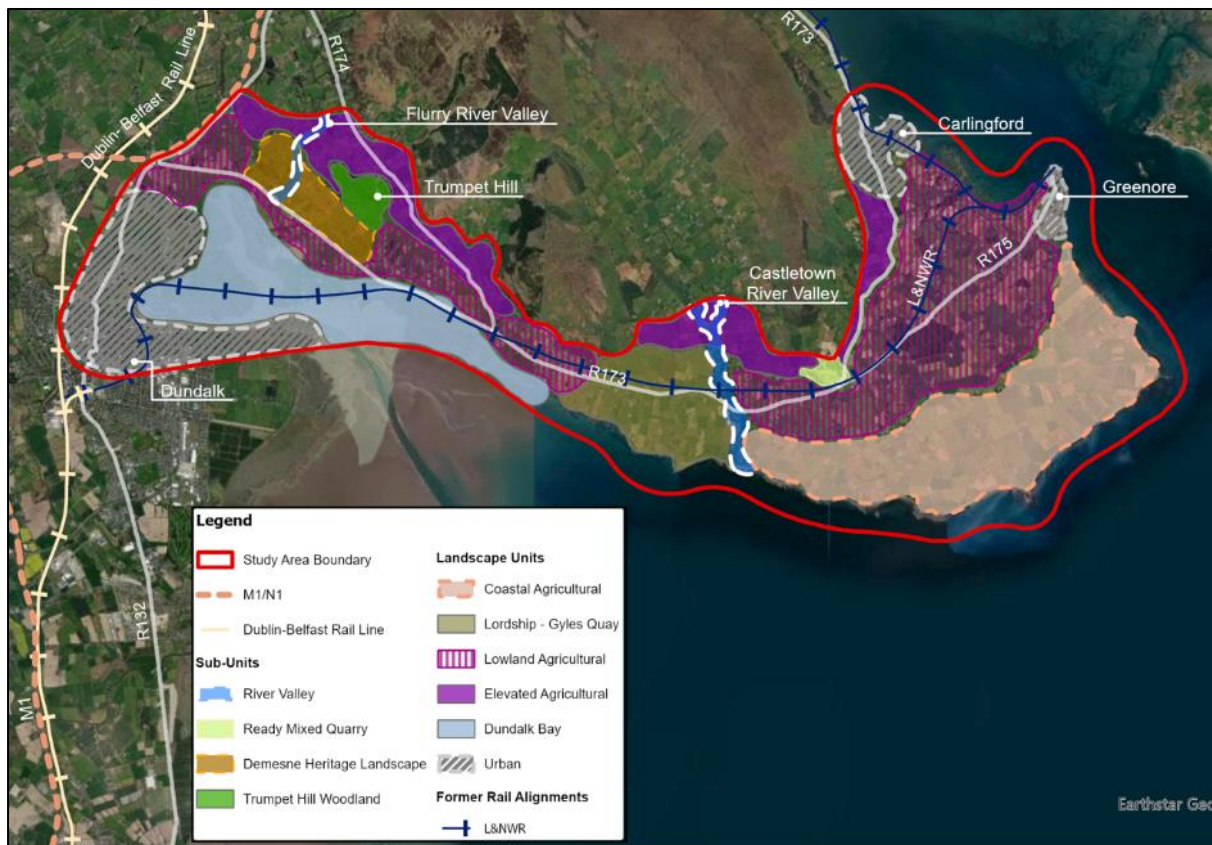 Dublin- Belfast Rail Line
R174
R173
Flurry River Valley
Trumpet Hill
Carlingford
Greenore
Castletown
River Valley
L&NWR
R175
R173
Dundalk
R132
M1
Legend
Study Area Boundary
M1/N1
Dublin-Belfast Rail Line
Sub-Units
River Valley
Ready Mixed Quarry
Demesne Heritage Landscape
Trumpet Hill Woodland
Landscape Units
Coastal Agricultural
Lordship - Gyles Quay
Lowland Agricultural
Elevated Agricultural
Dundalk Bay
Urban
Former Rail Alignments
L&NWR
Earthstar Geo